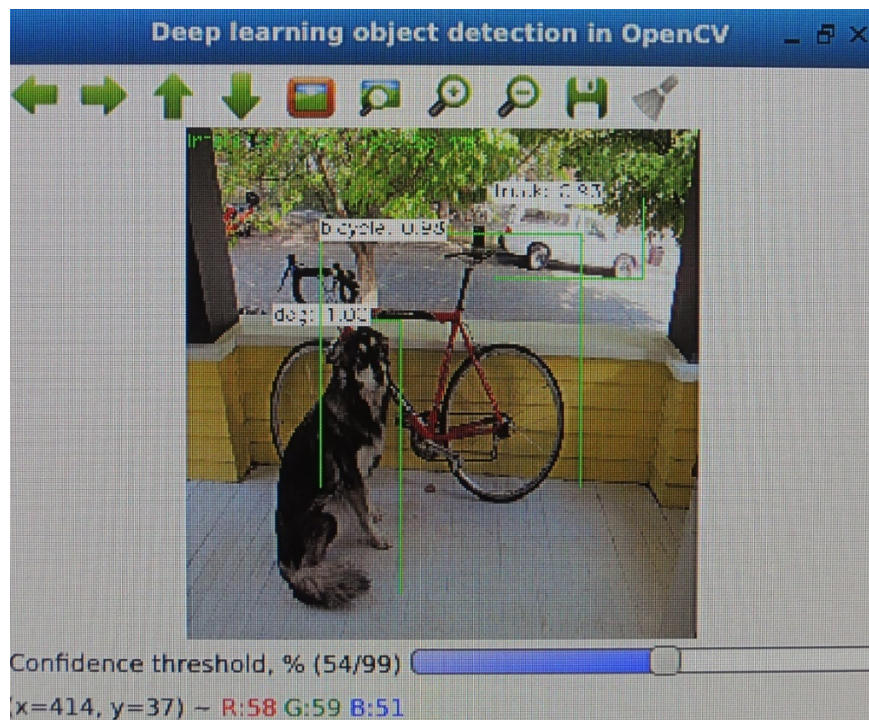 Deep learning object detection in OpenCV
truck: 0.93
bicycle: 0.98
dog: 1.00
Confidence threshold, % (54/99)
(x=414, y=37) ~ R:58 G:59 B:51